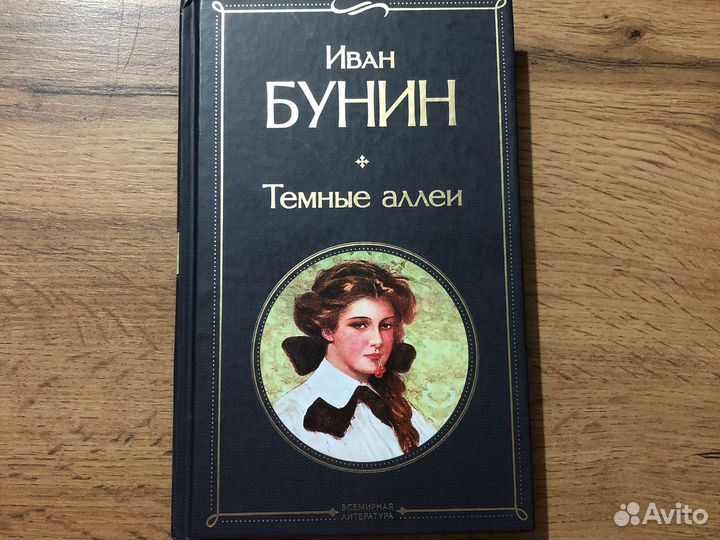 Иван
БУНИН
Темные аллеи
ВСЕМИРНАЯ
ЛИТЕРАТУРА
Avito